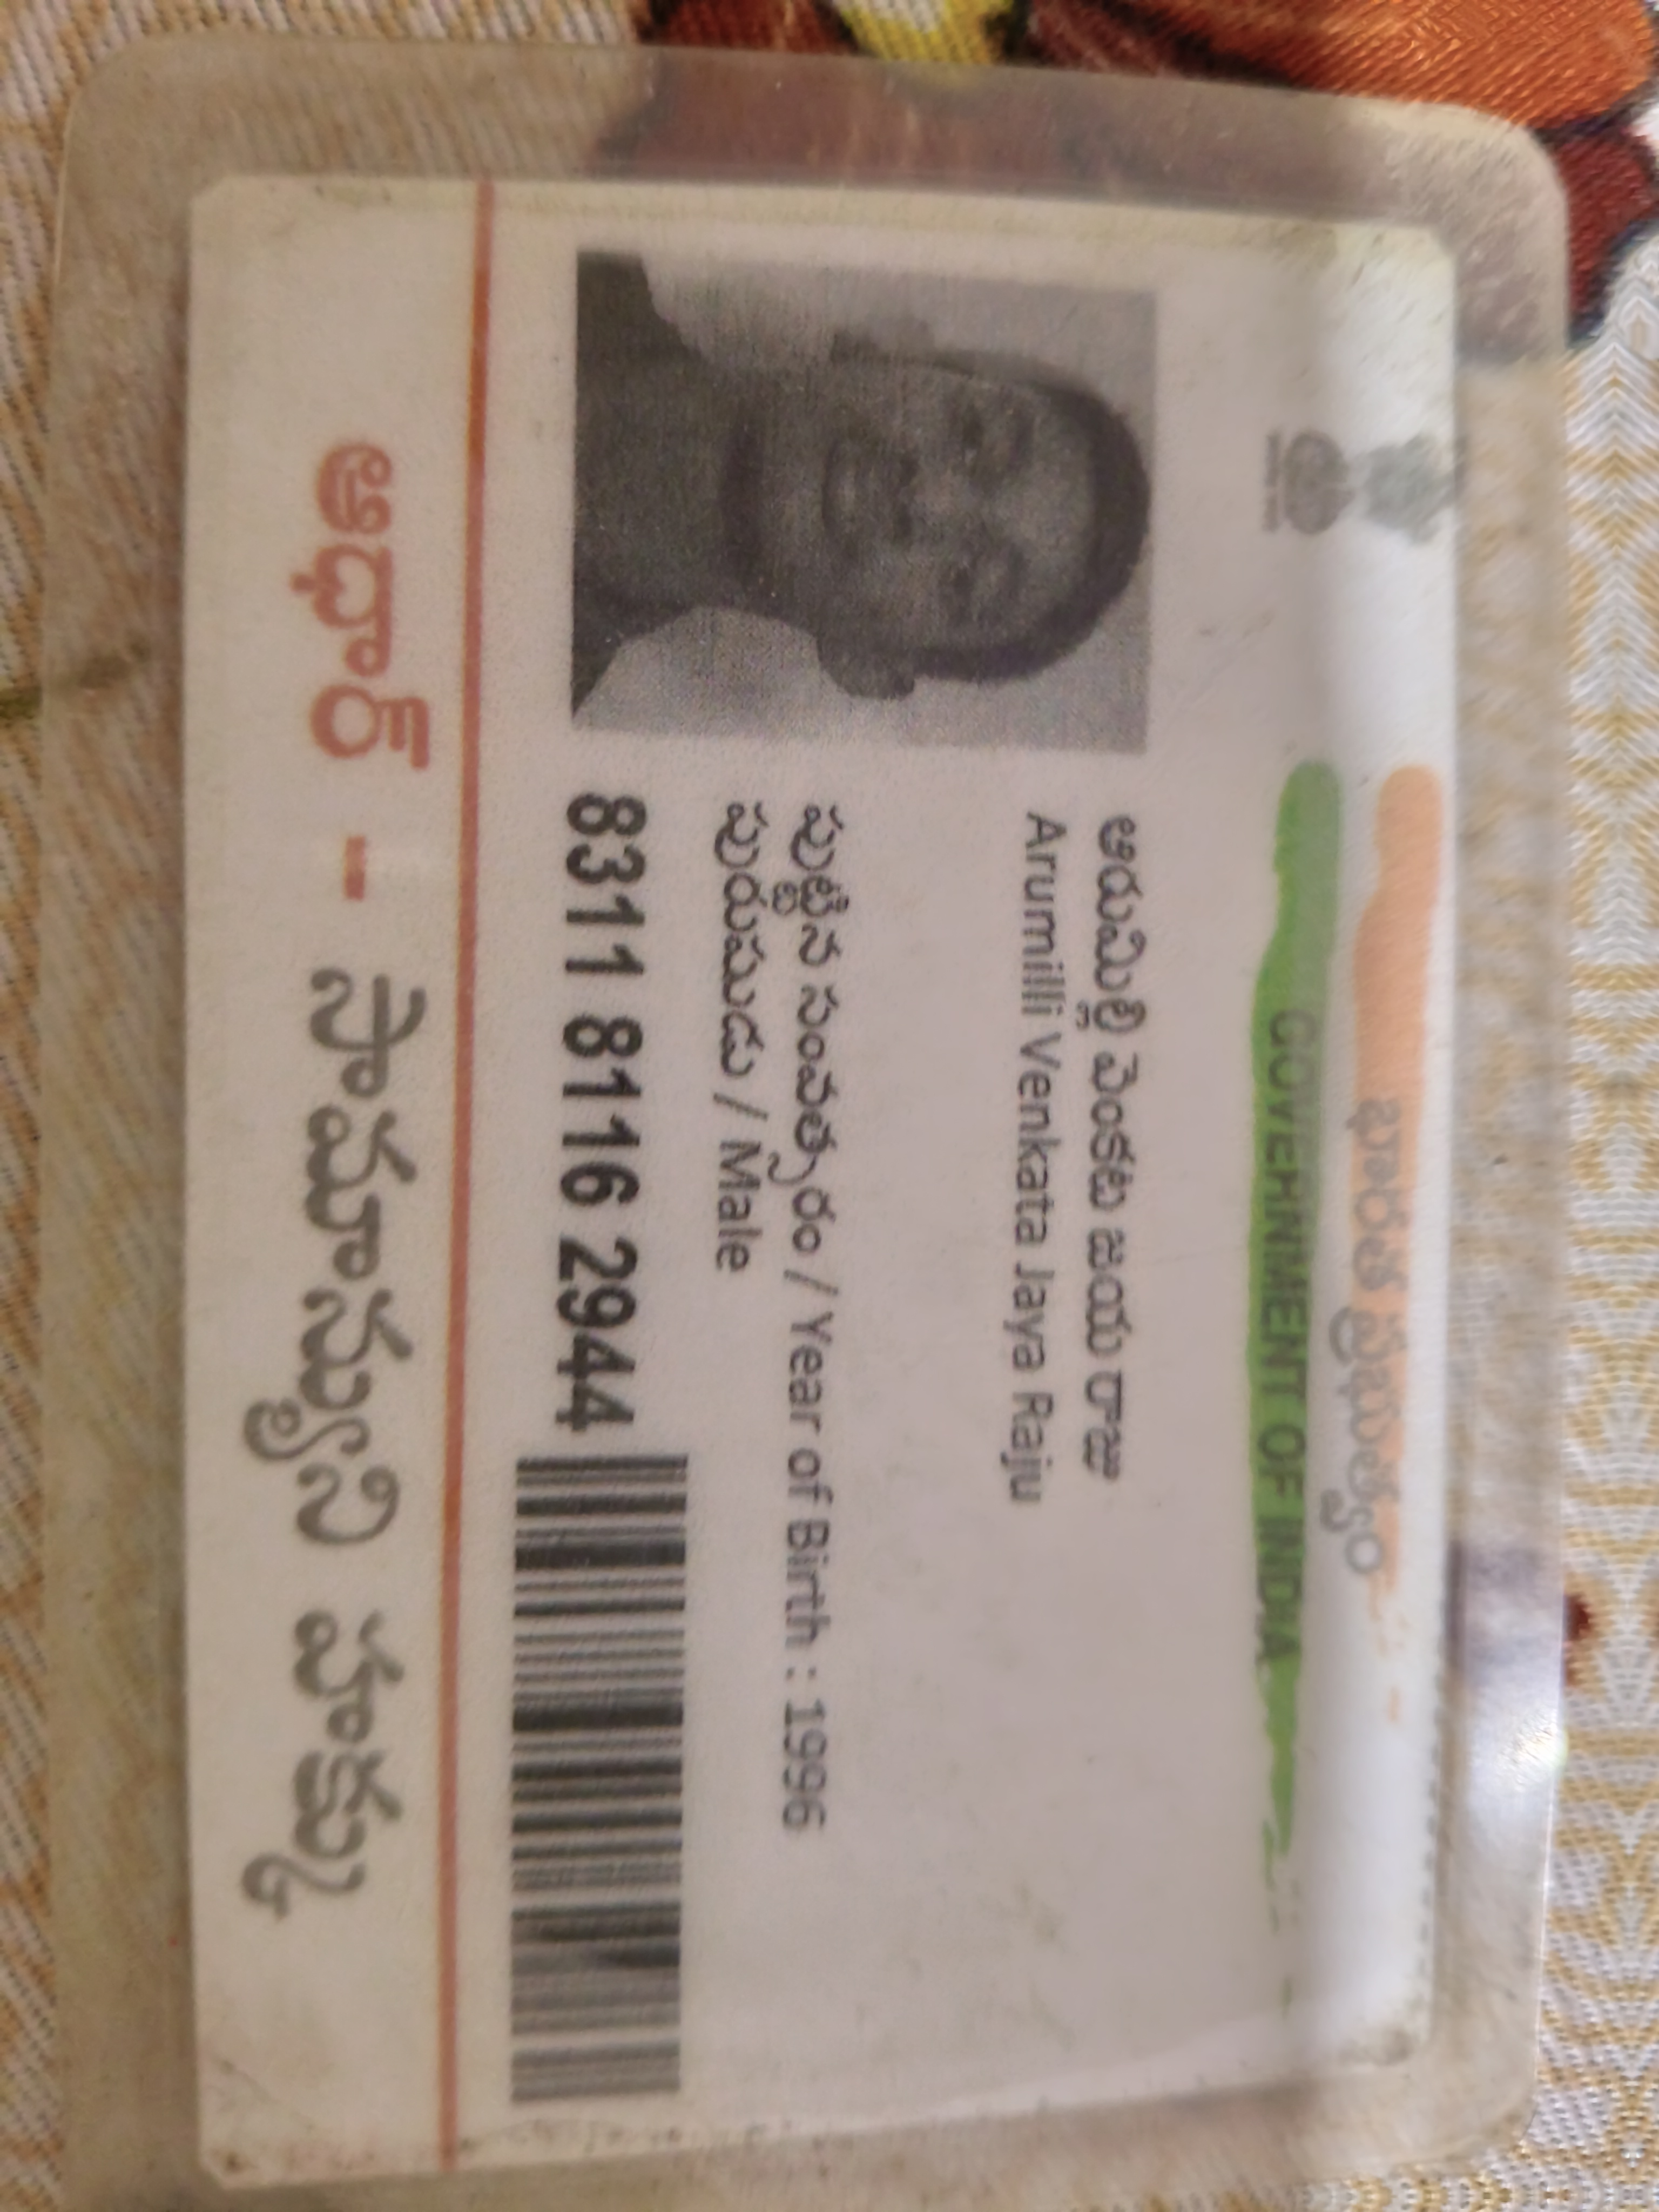 భారత ప్రభుత్వం
GOVERNMENT OF INDIA
ఆరుమిల్లి వెంకట జయ రాజు
Arumilli Venkata Jaya Raju
పుట్టిన సంవత్సరం / Year of Birth : 1996
పురుషుడు / Male
8311 8116 2944
ఆధార్ - సామాన్యుని హక్కు